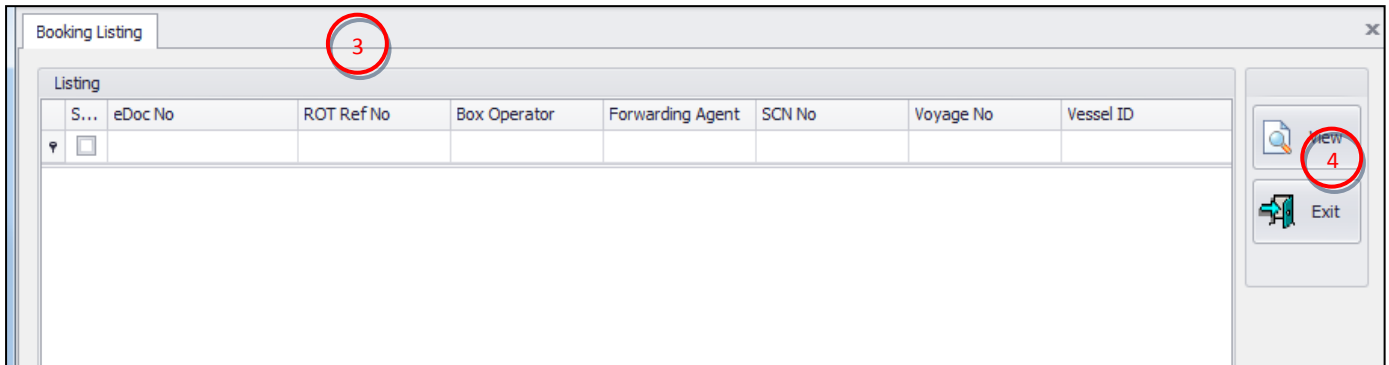 Booking Listing
3
Listing
S... eDoc No ROT Ref No Box Operator Forwarding Agent SCN No Voyage No Vessel ID
View
4
Exit